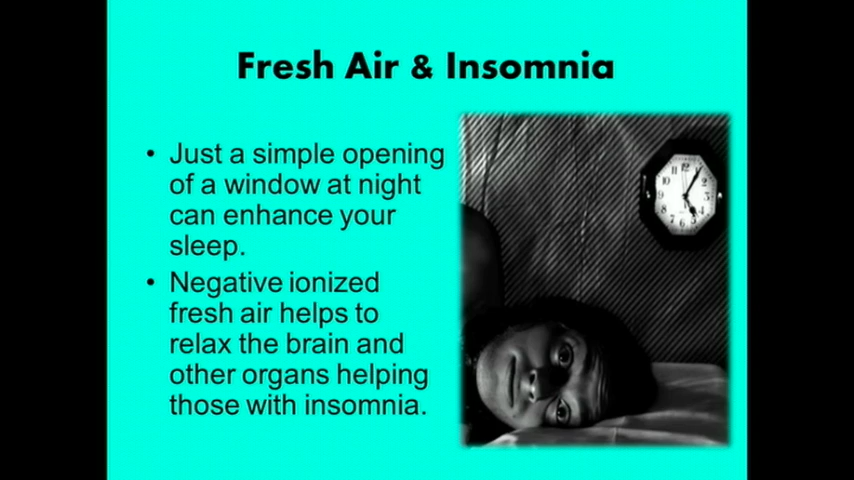 Fresh Air & Insomnia
• Just a simple opening
of a window at night
can enhance your
sleep.
• Negative ionized
fresh air helps to
relax the brain and
other organs helping
those with insomnia.